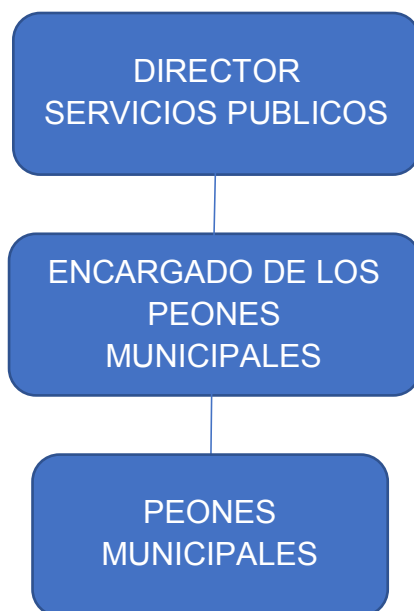 DIRECTOR
SERVICIOS PUBLICOS
ENCARGADO DE LOS
PEONES
MUNICIPALES
PEONES
MUNICIPALES